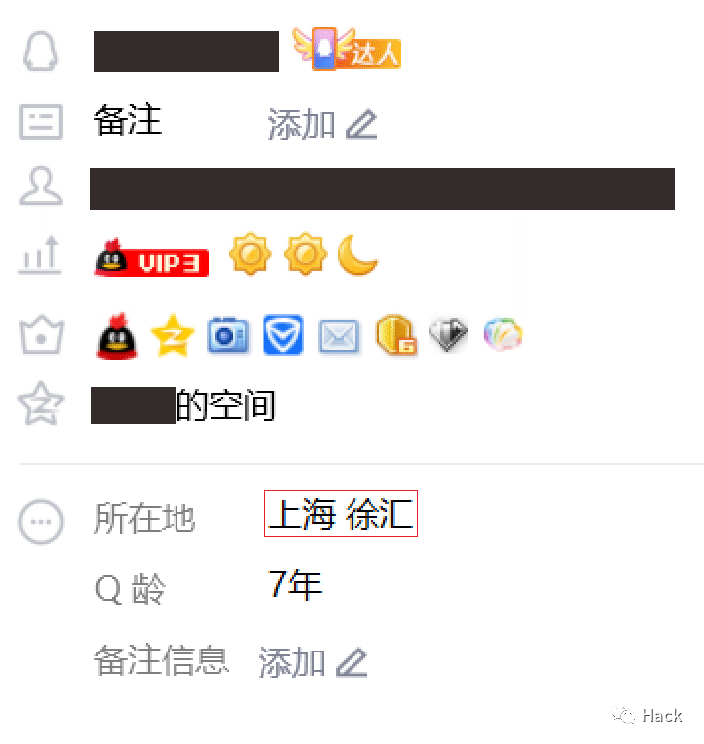 达人
备注 添加
VIP3
6
的空间
所在地 上海 徐汇
Q 龄 7年
备注信息 添加
Hack